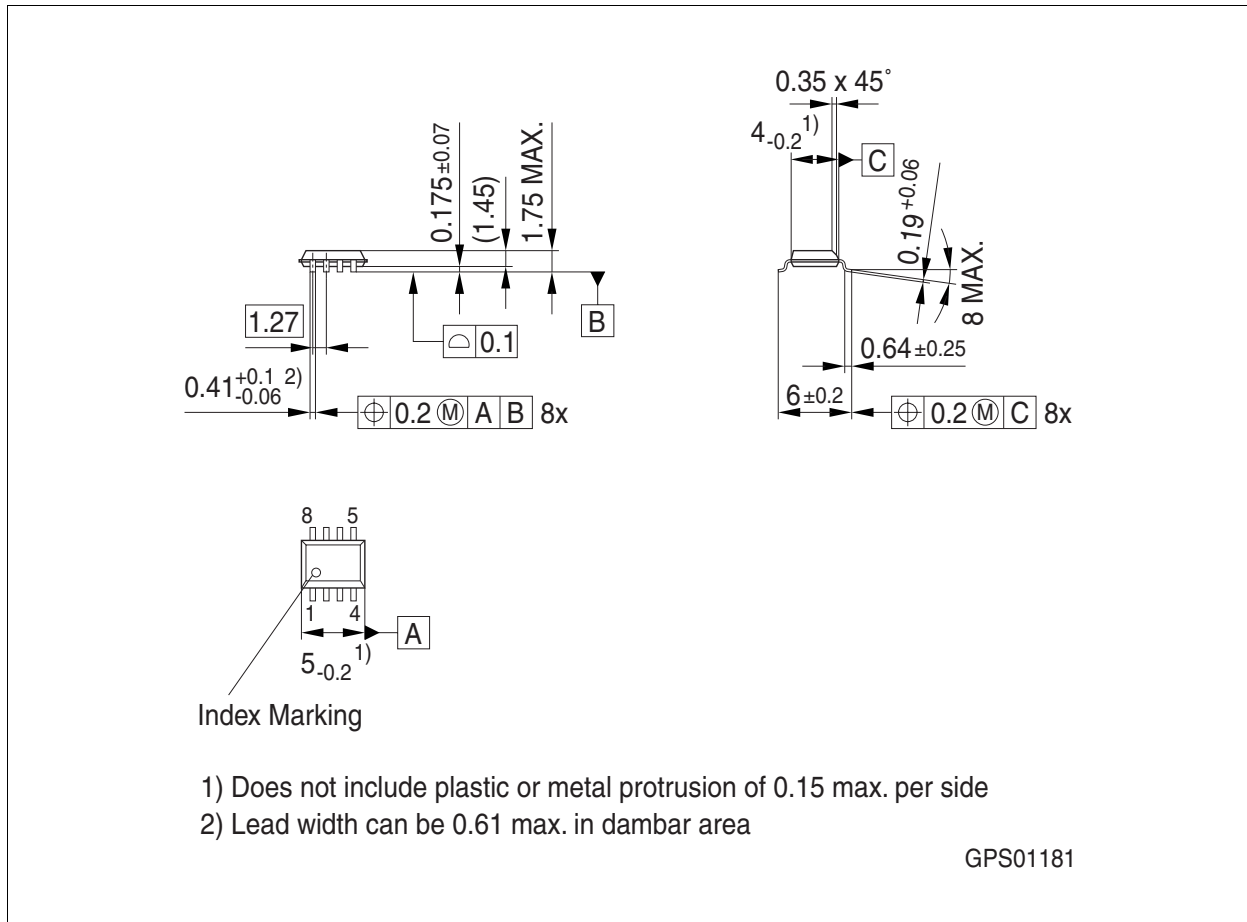 0.35 x 45°
4-0.2 1)
C
0.175±0.07
(1.45)
1.75 MAX.
0.19 +0.06
8 MAX.
B
1.27
0.1
0.64 ±0.25
0.41 +0.1 -0.06 2)
6 ±0.2
0.2 Ⓜ A B 8x
0.2 Ⓜ C 8x
8 5
1 4
A
5-0.2 1)
Index Marking
1) Does not include plastic or metal protrusion of 0.15 max. per side
2) Lead width can be 0.61 max. in dambar area
GPS01181